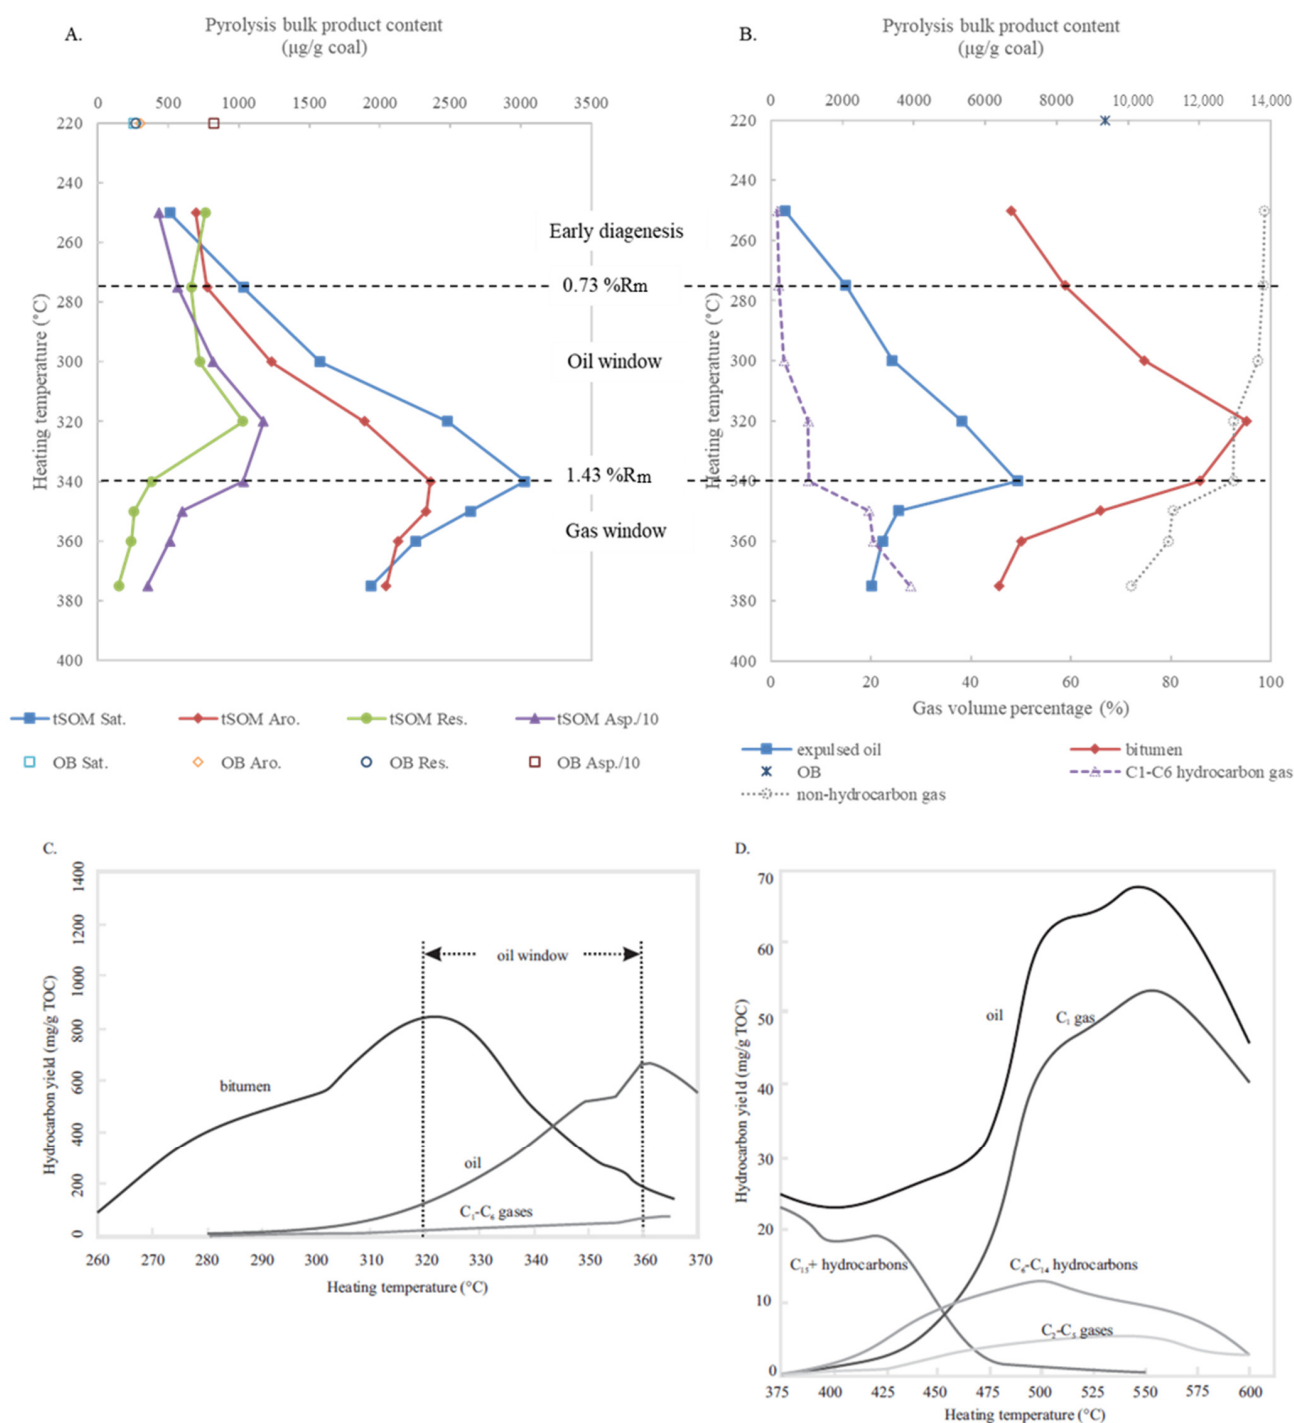 A.
Pyrolysis bulk product content
(µg/g coal)
0 500 1000 1500 2000 2500 3000 3500
220
240
260
280
300
320
340
360
380
400
Heating temperature (°C)
Early diagenesis
0.73 %Rm
Oil window
1.43 %Rm
Gas window
tSOM Sat. tSOM Aro. tSOM Res. tSOM Asp./10
OB Sat. OB Aro. OB Res. OB Asp./10
B.
Pyrolysis bulk product content
(µg/g coal)
0 2000 4000 6000 8000 10,000 12,000 14,000
220
240
260
280
300
320
340
360
380
400
Heating temperature (°C)
0 20 40 60 80 100
Gas volume percentage (%)
expulsed oil bitumen
OB C1-C6 hydrocarbon gas
non-hydrocarbon gas
C.
1400
1200
1000
800
600
400
200
0
Hydrocarbon yield (mg/g TOC)
oil window
bitumen
oil
C₁-C₆ gases
260 270 280 290 300 310 320 330 340 350 360 370
Heating temperature (°C)
D.
70
60
50
40
30
20
10
0
Hydrocarbon yield (mg/g TOC)
oil
C₁ gas
C₁₅+ hydrocarbons
C₆-C₁₄ hydrocarbons
C₂-C₅ gases
375 400 425 450 475 500 525 550 575 600
Heating temperature (°C)